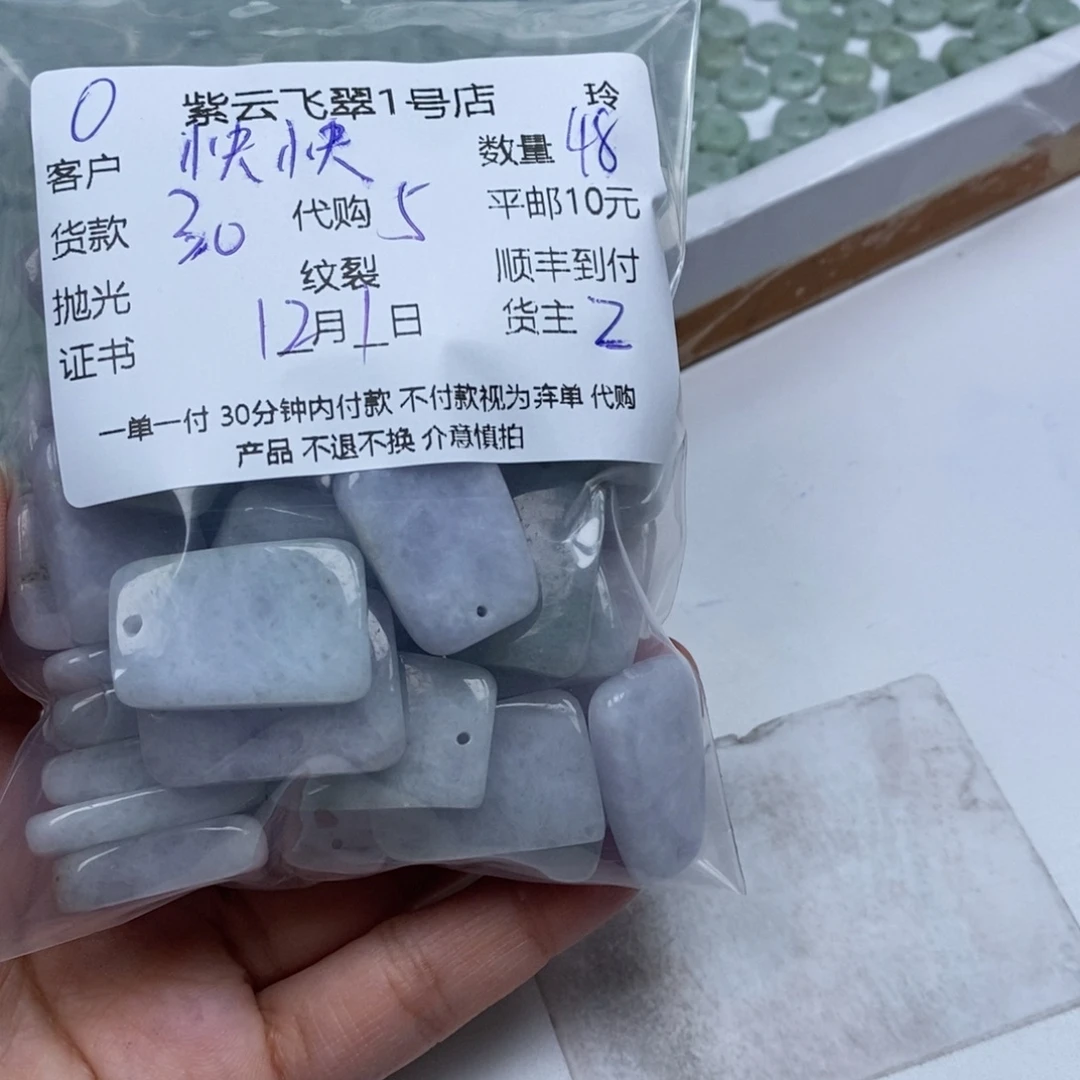 0 紫云飞翠1号店 玲
客户 快快 数量 48
货款 30 代购 5 平邮10元
抛光 纹裂 顺丰到付
证书 12月1日 货主 2
一单一付 30分钟内付款 不付款视为弃单 代购
产品 不退不换 介意慎拍